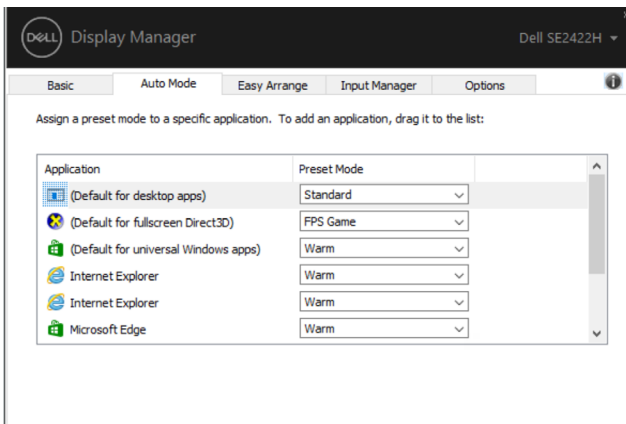 DELL Display Manager Dell SE2422H
Basic Auto Mode Easy Arrange Input Manager Options
Assign a preset mode to a specific application. To add an application, drag it to the list:
Application Preset Mode
(Default for desktop apps) Standard
(Default for fullscreen Direct3D) FPS Game
(Default for universal Windows apps) Warm
Internet Explorer Warm
Internet Explorer Warm
Microsoft Edge Warm